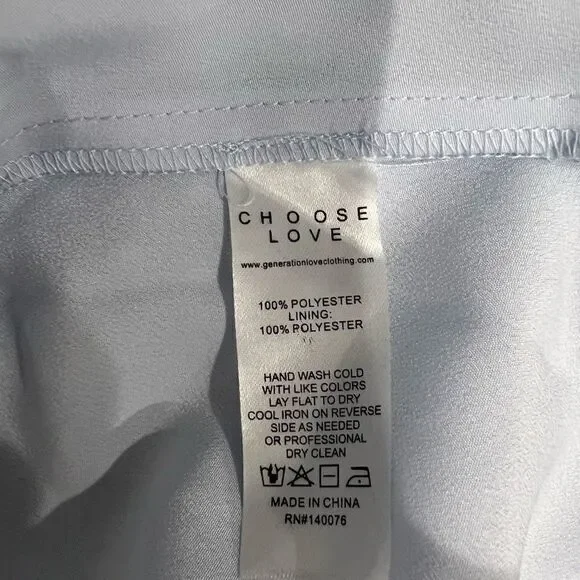 CHOOSE
LOVE
www.generationloveclothing.com
100% POLYESTER
LINING:
100% POLYESTER
HAND WASH COLD
WITH LIKE COLORS
LAY FLAT TO DRY
COOL IRON ON REVERSE
SIDE AS NEEDED
OR PROFESSIONAL
DRY CLEAN
MADE IN CHINA
RN#140076